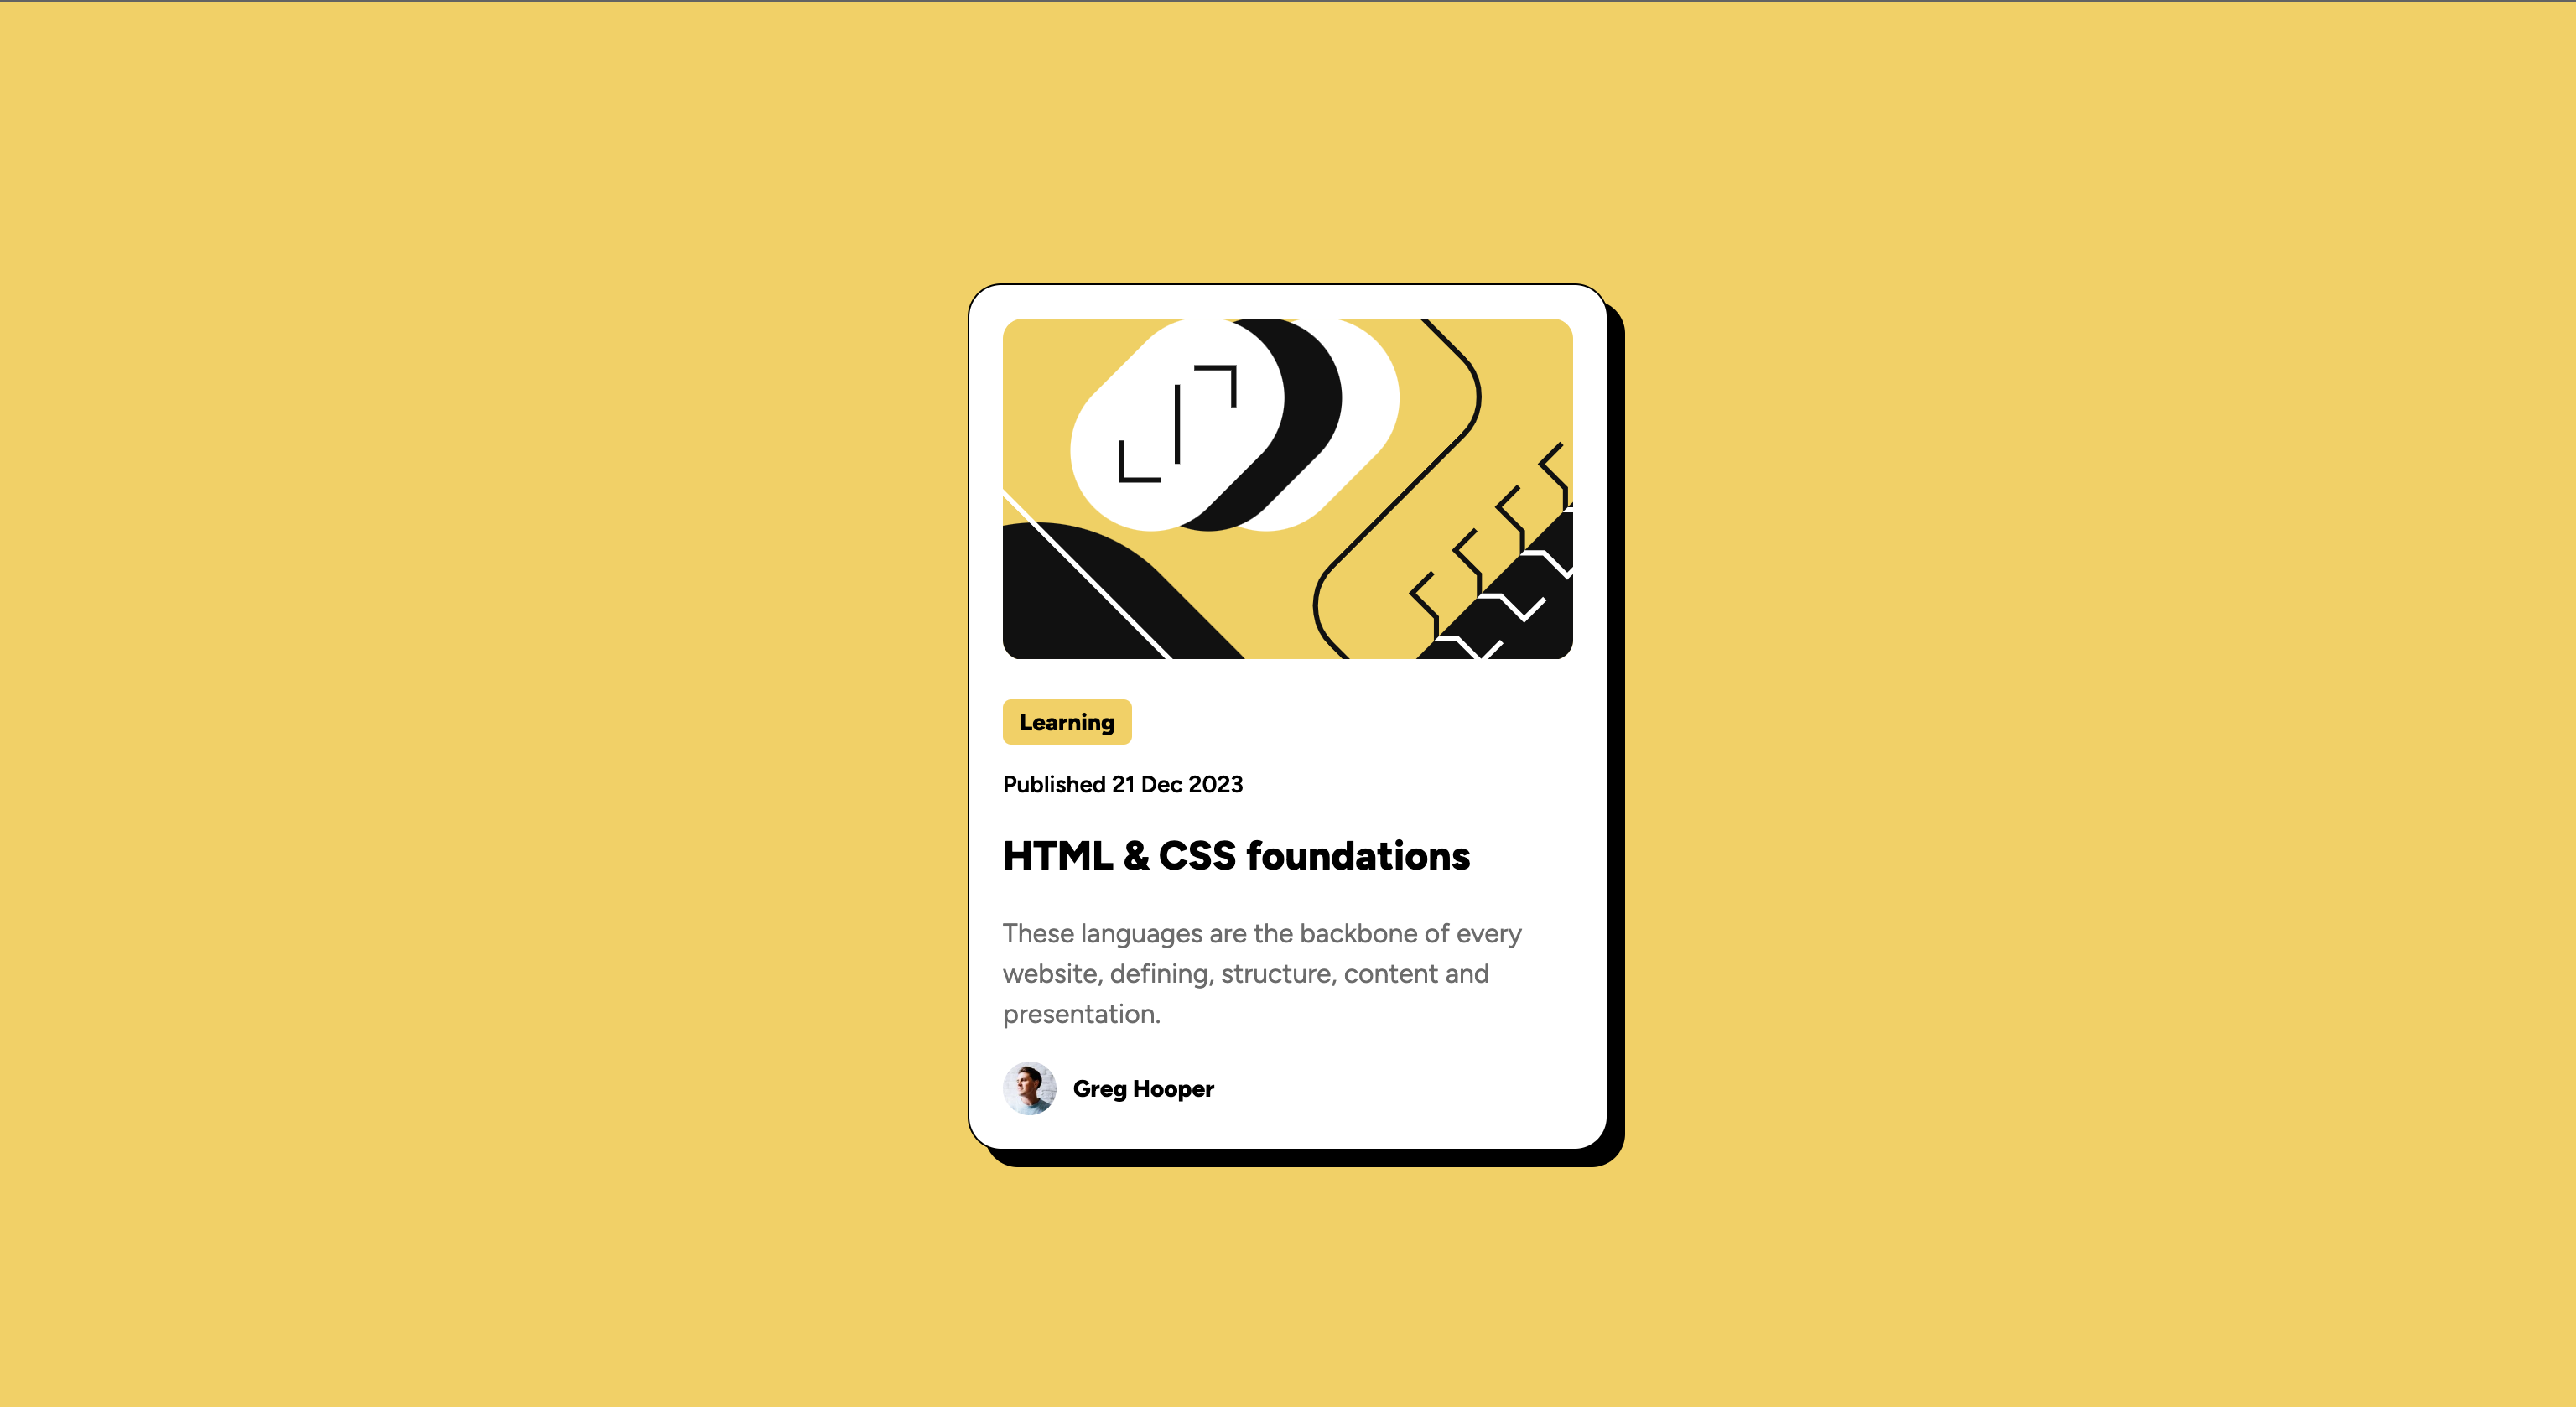 Learning
Published 21 Dec 2023
HTML & CSS foundations
These languages are the backbone of every
website, defining, structure, content and
presentation.
Greg Hooper